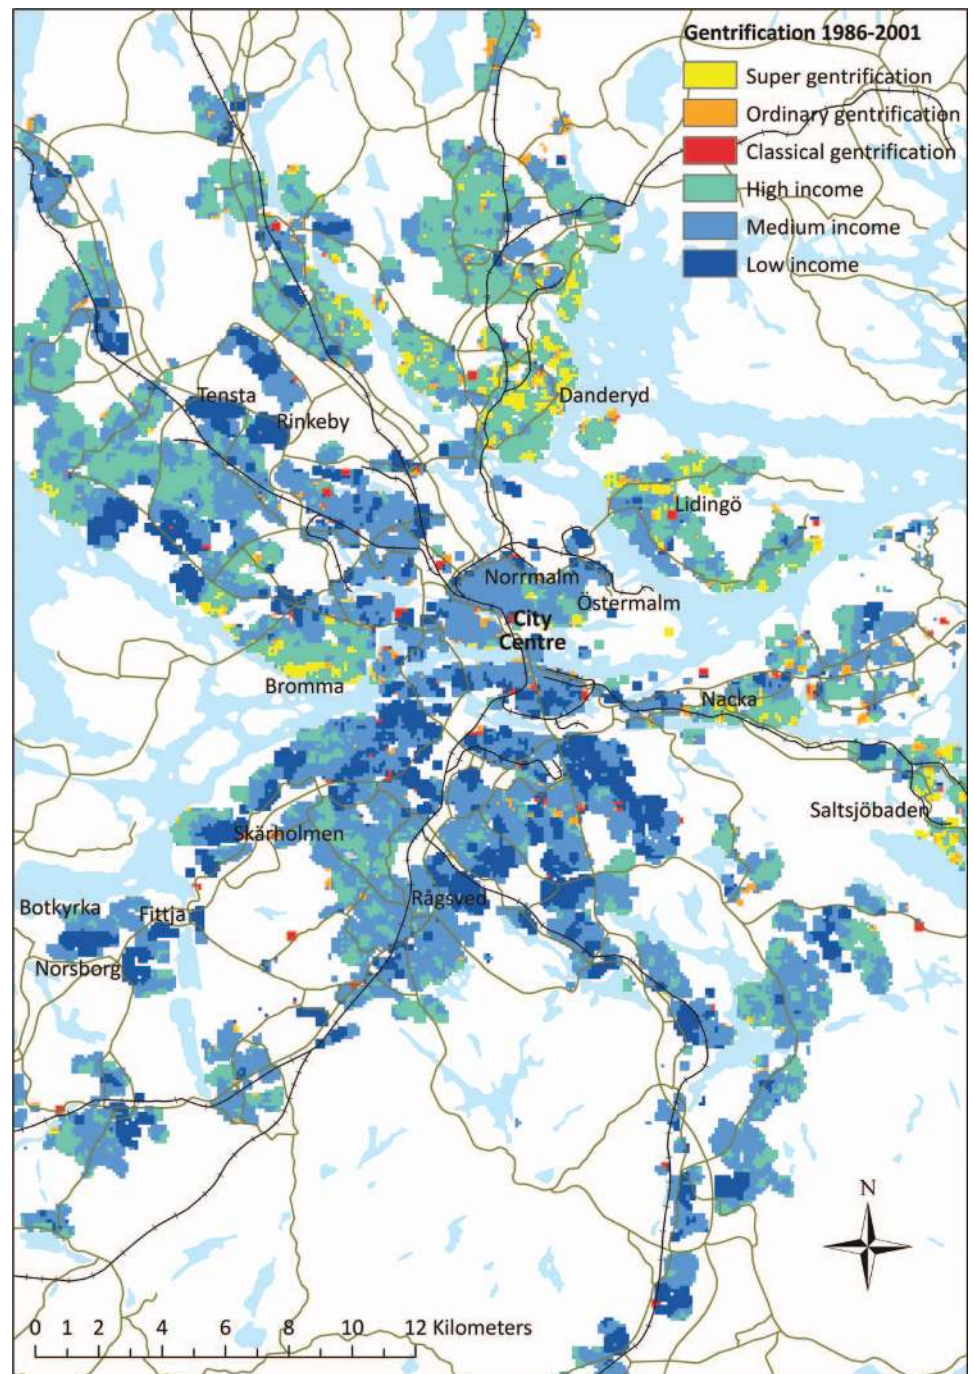 Gentrification 1986-2001
Super gentrification
Ordinary gentrification
Classical gentrification
High income
Medium income
Low income
Tensta
Rinkeby
Danderyd
Lidingö
Norrmalm
Östermalm
City
Centre
Bromma
Nacka
Saltsjöbaden
Skärholmen
Rågsved
Botkyrka
Fittja
Norsborg
N
0 1 2 4 6 8 10 12 Kilometers